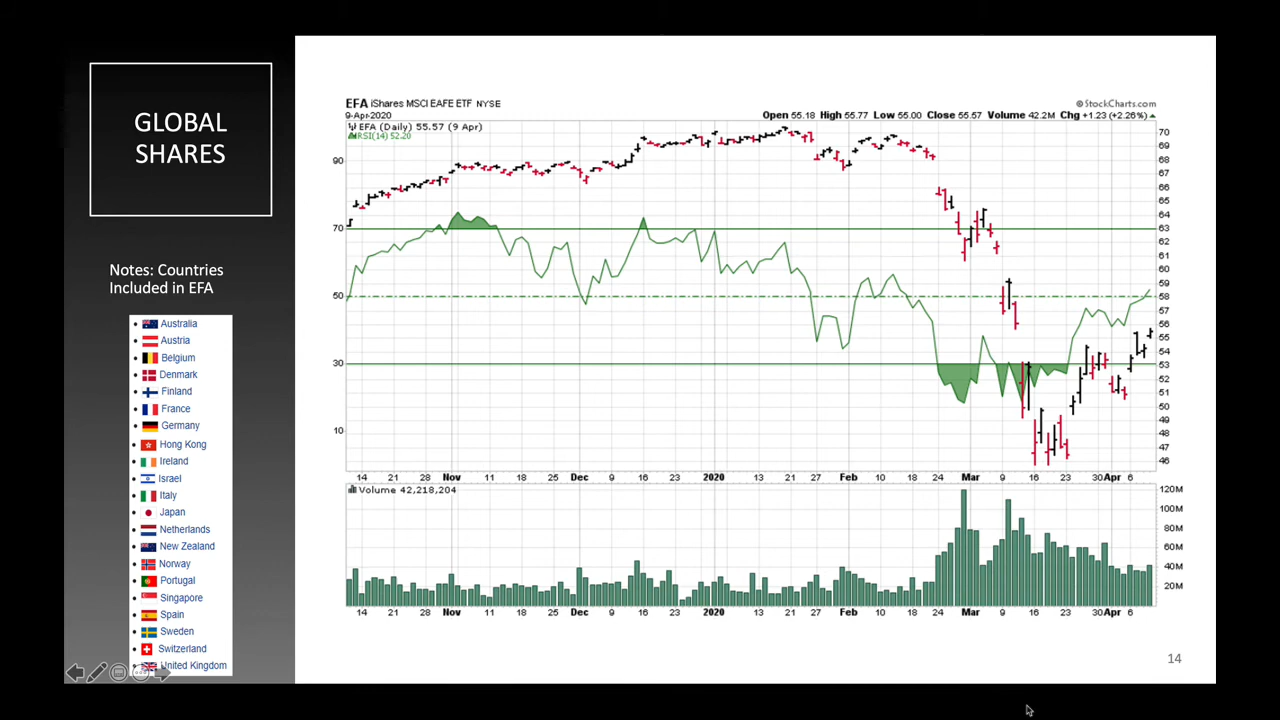 GLOBAL
SHARES
Notes: Countries
Included in EFA
Australia
Austria
Belgium
Denmark
Finland
France
Germany
Hong Kong
Ireland
Israel
Italy
Japan
Netherlands
New Zealand
Norway
Portugal
Singapore
Spain
Sweden
Switzerland
United Kingdom
EFA iShares MSCI EAFE ETF NYSE
© StockCharts.com
9-Apr-2020
Open 55.18 High 55.77 Low 55.00 Close 55.57 Volume 42.2M Chg +1.23 (+2.26%)
EFA (Daily) 55.57 (9 Apr)
RSI(14) 52.20
90
70
50
30
10
70
69
68
67
66
65
64
63
62
61
60
59
58
57
56
54
53
52
51
50
49
48
47
46
14 21 28 Nov 11 18 25 Dec 9 16 23 2020 13 21 27 Feb 10 18 24 Mar 9 16 23 30 Apr 6
Volume 42,218,204
120M
100M
80M
60M
40M
20M
14 21 28 Nov 11 18 25 Dec 9 16 23 2020 13 21 27 Feb 10 18 24 Mar 9 16 23 30 Apr 6
14